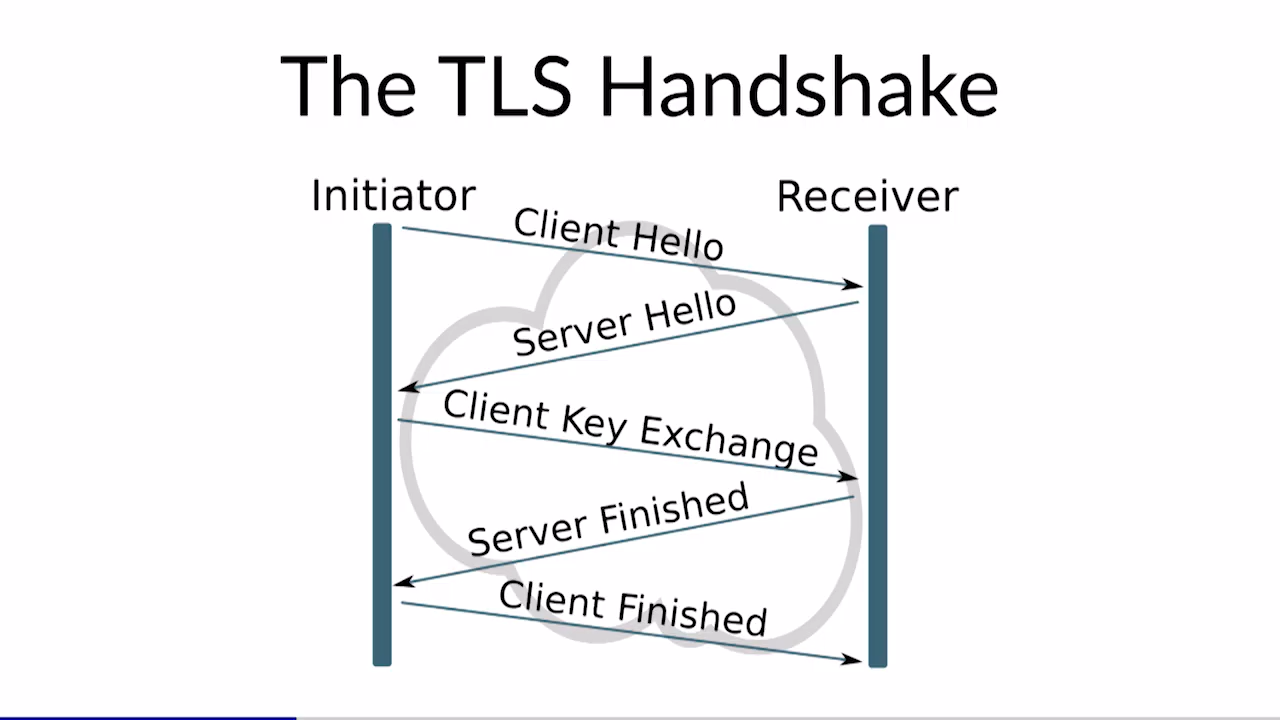 The TLS Handshake
Initiator
Receiver
Client Hello
Server Hello
Client Key Exchange
Server Finished
Client Finished